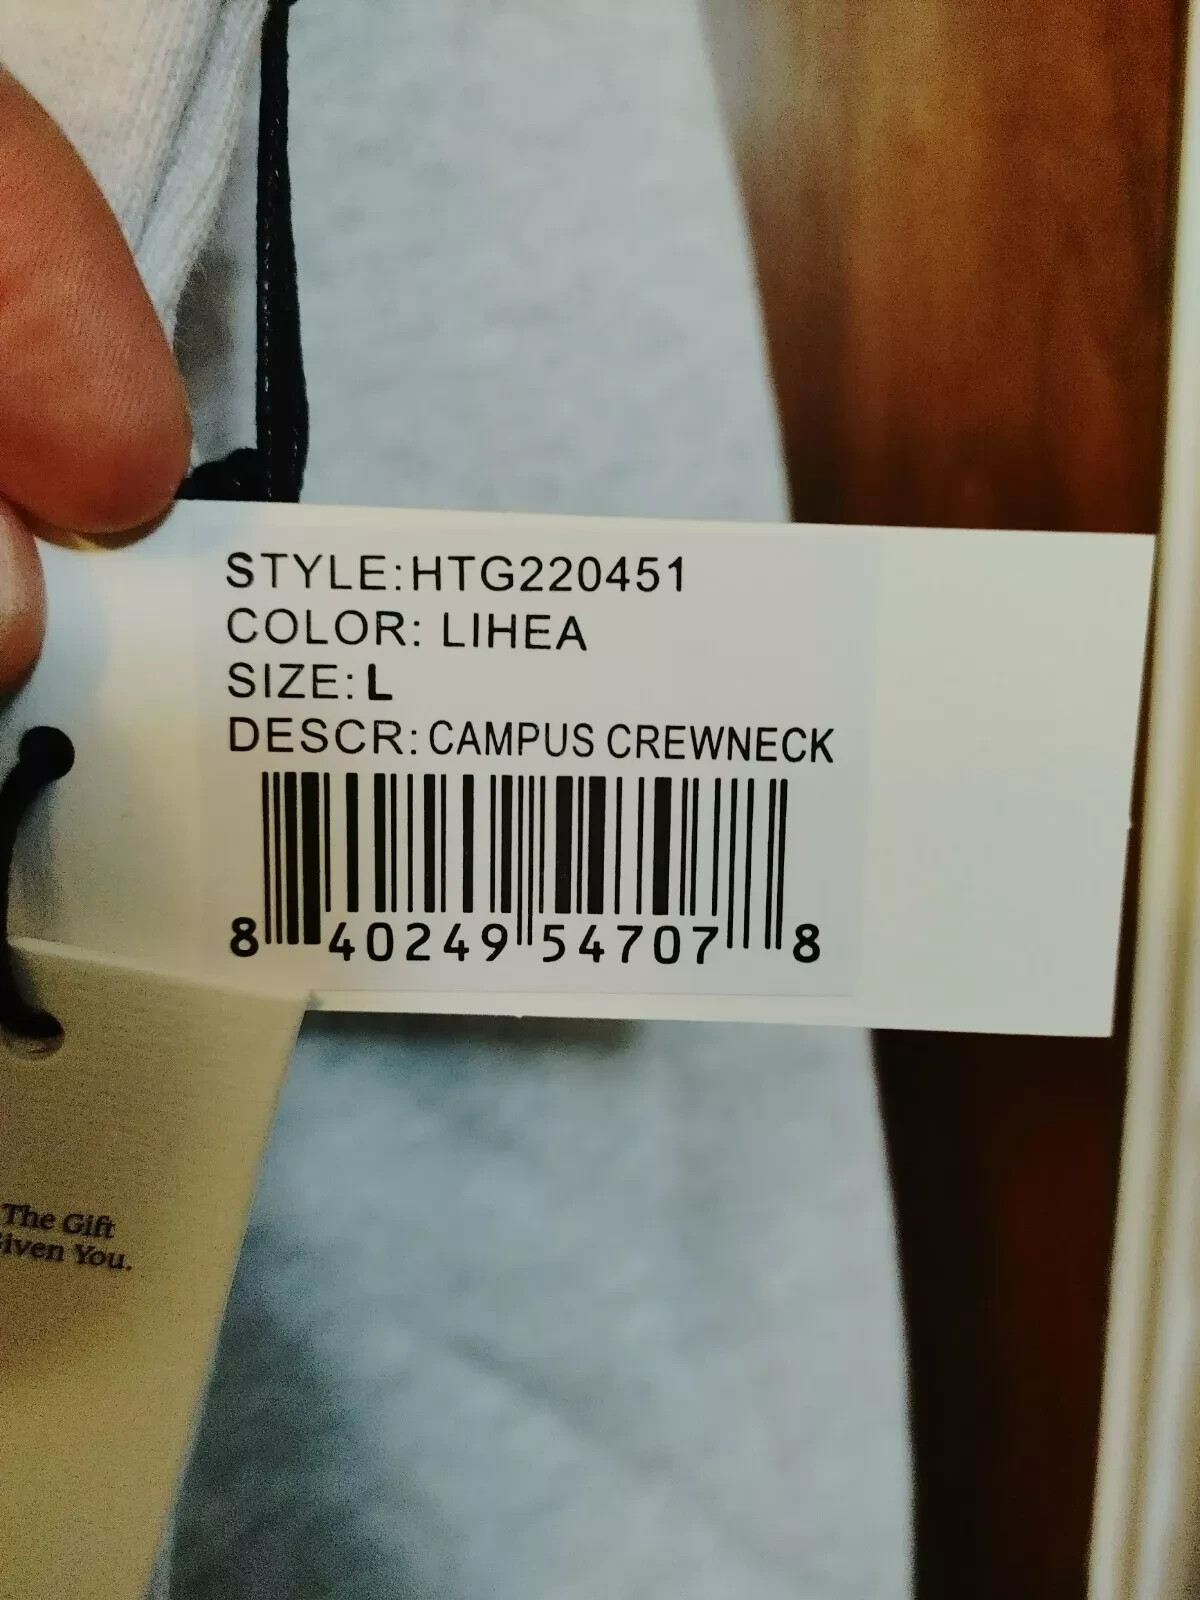 STYLE:HTG220451
COLOR: LIHEA
SIZE: L
DESCR: CAMPUS CREWNECK
8 40249 54707 8
The Gift
iven You.